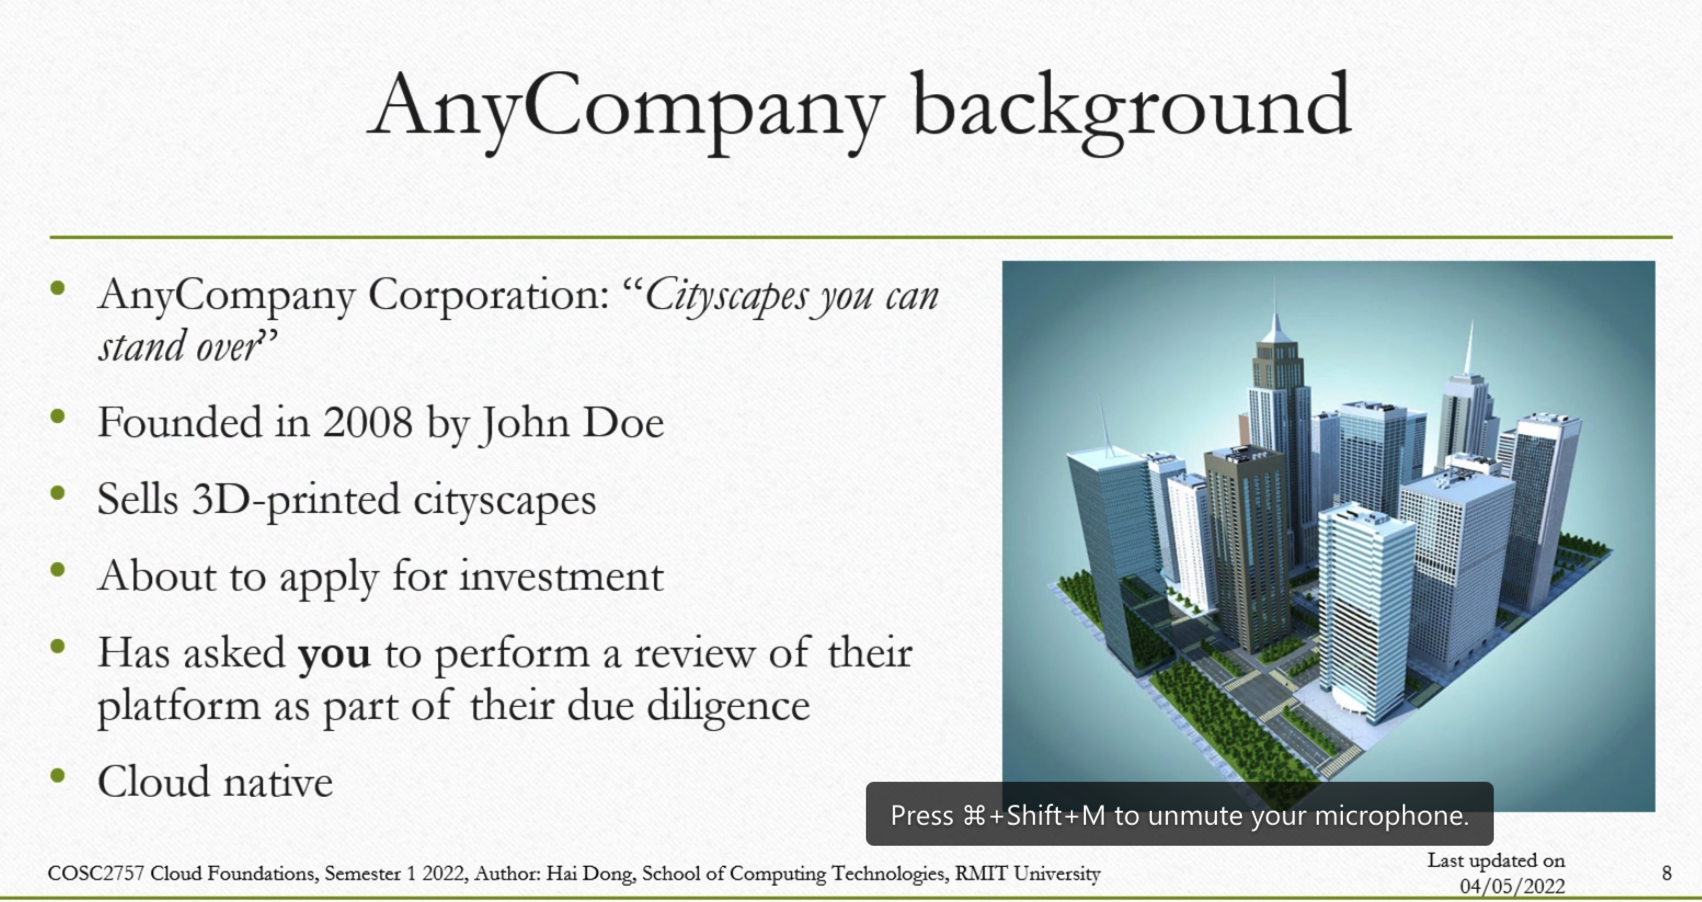 AnyCompany background
• AnyCompany Corporation: “Cityscapes you can
stand over”
• Founded in 2008 by John Doe
• Sells 3D-printed cityscapes
• About to apply for investment
• Has asked you to perform a review of their
platform as part of their due diligence
• Cloud native
Press ⌘+Shift+M to unmute your microphone.
COSC2757 Cloud Foundations, Semester 1 2022, Author: Hai Dong, School of Computing Technologies, RMIT University
Last updated on
04/05/2022
8